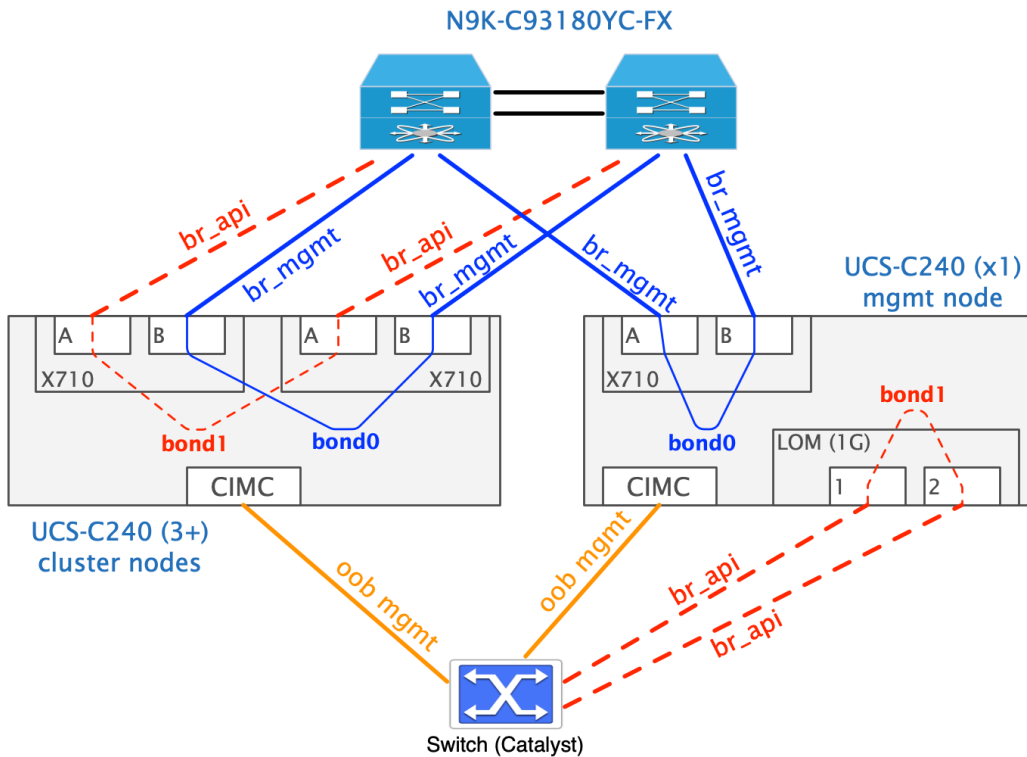 N9K-C93180YC-FX
br_api
br_mgmt
br_api
br_mgmt
br_mgmt
br_mgmt
UCS-C240 (x1)
mgmt node
A
B
X710
A
B
X710
bond1
bond0
CIMC
A
B
X710
bond0
bond1
LOM (1G)
1
2
CIMC
UCS-C240 (3+)
cluster nodes
oob mgmt
oob mgmt
br_api
br_api
Switch (Catalyst)